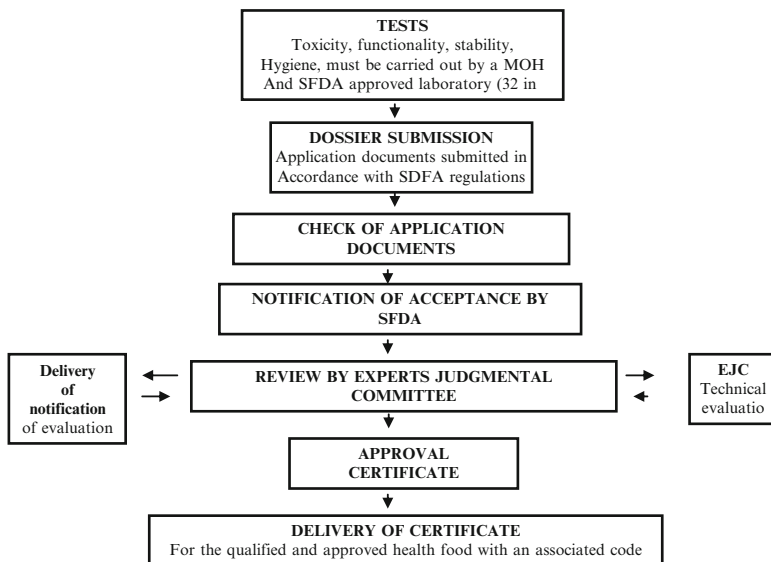 TESTS
Toxicity, functionality, stability,
Hygiene, must be carried out by a MOH
And SFDA approved laboratory (32 in
DOSSIER SUBMISSION
Application documents submitted in
Accordance with SDFA regulations
CHECK OF APPLICATION
DOCUMENTS
NOTIFICATION OF ACCEPTANCE BY
SFDA
Delivery
of
notification
of evaluation
REVIEW BY EXPERTS JUDGMENTAL
COMMITTEE
EJC
Technical
evaluatio
APPROVAL
CERTIFICATE
DELIVERY OF CERTIFICATE
For the qualified and approved health food with an associated code